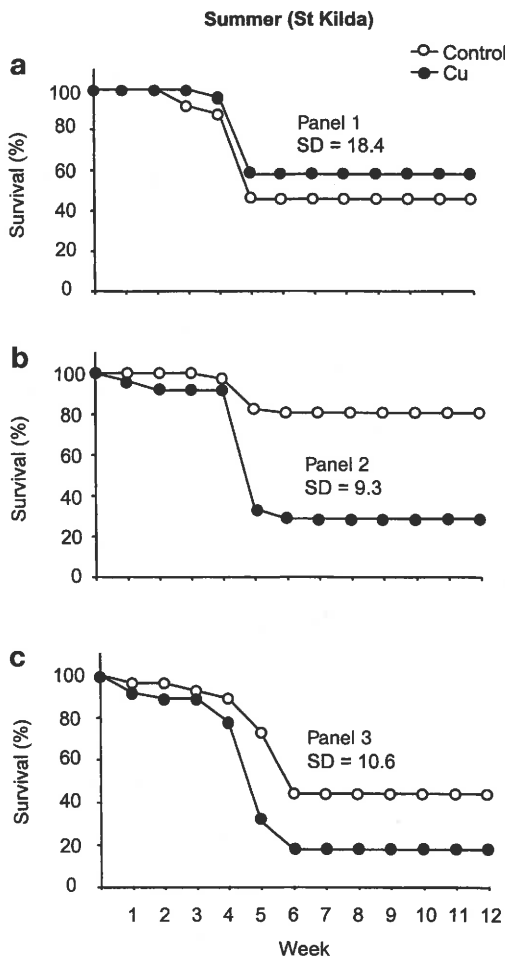 Summer (St Kilda)
Control
Cu
a
100
80
60
40
20
0
Survival (%)
Panel 1
SD = 18.4
b
100
80
60
40
20
0
Survival (%)
Panel 2
SD = 9.3
c
100
80
60
40
20
0
Survival (%)
Panel 3
SD = 10.6
1 2 3 4 5 6 7 8 9 10 11 12
Week